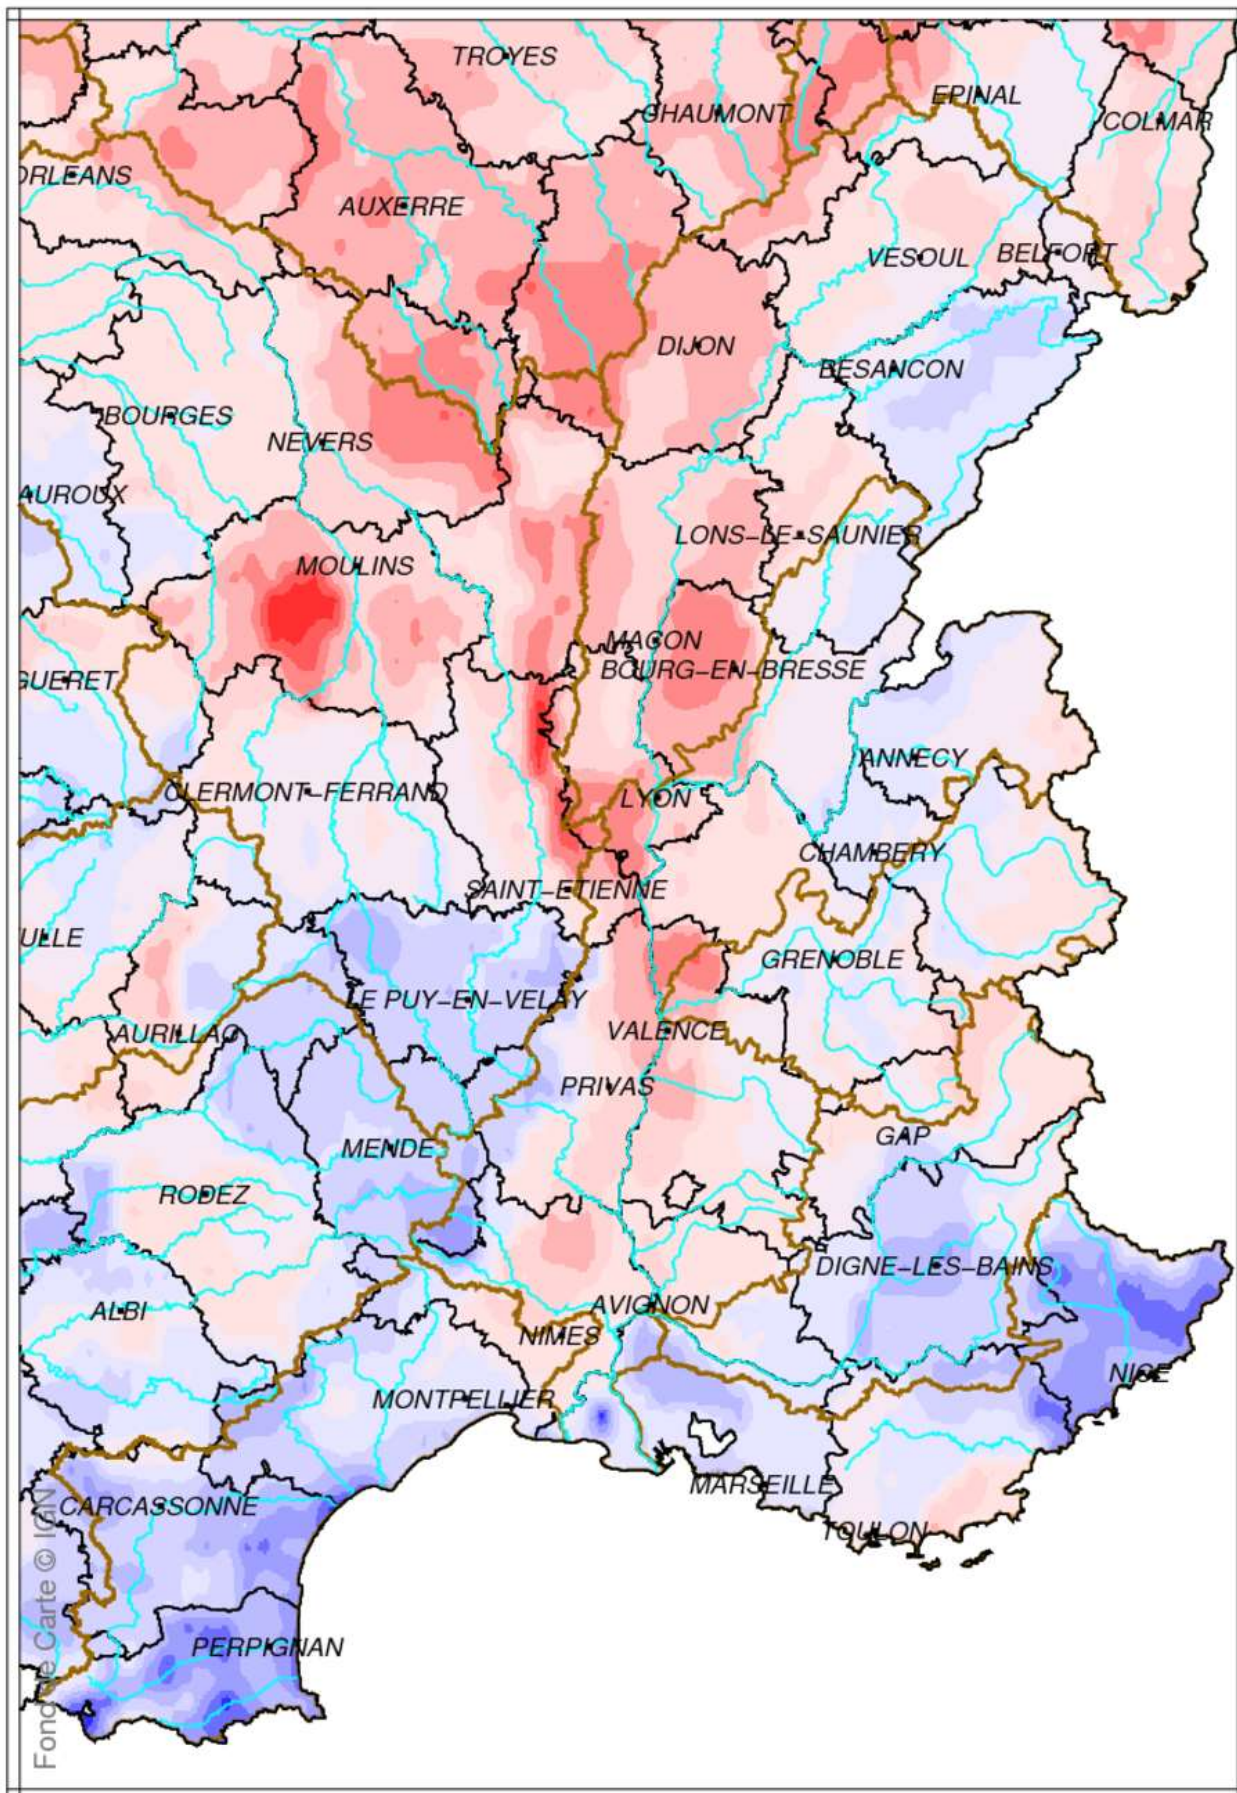 TROYES
EPINAL
CHAUMONT
COLMAR
ORLEANS
AUXERRE
VESOUL
BELFORT
DIJON
BESANCON
BOURGES
NEVERS
AUROUX
LONS-LE-SAUNIER
MOULINS
MACON
BOURG-EN-BRESSE
GUERET
ANNECY
CLERMONT-FERRAND
LYON
CHAMBERY
SAINT-ETIENNE
ULLE
GRENOBLE
LE PUY-EN-VELAY
AURILLAC
VALENCE
PRIVAS
GAP
MENDE
RODEZ
DIGNE-LES-BAINS
ALBI
AVIGNON
NIMES
NICE
MONTPELLIER
MARSEILLE
CARCASSONNE
TOULON
PERPIGNAN
Fond de Carte © IGN